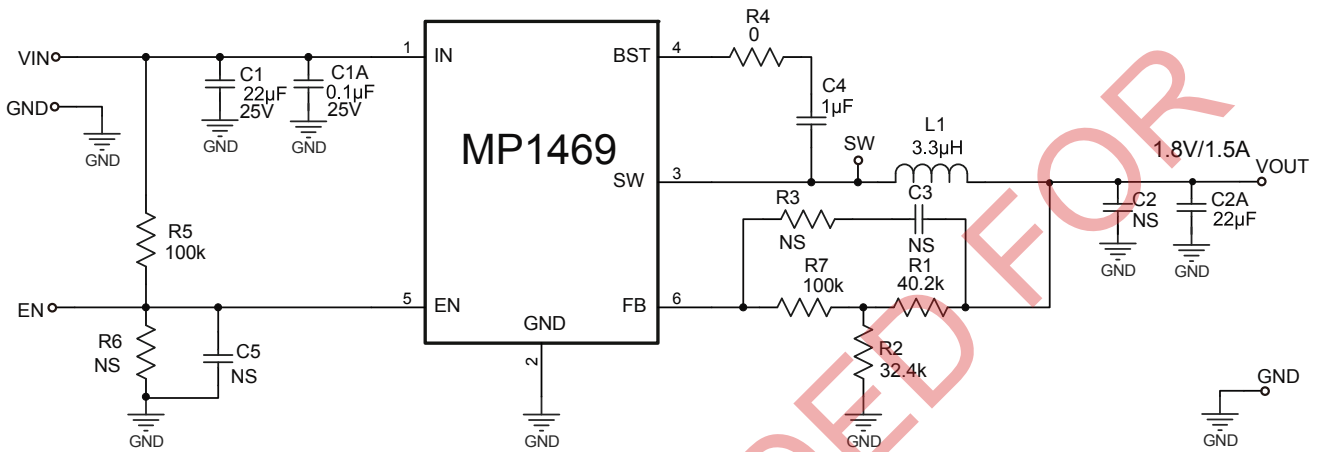 VIN
GND
GND
C1
22µF
25V
GND
C1A
0.1µF
25V
GND
1
IN
MP1469
BST
4
R4
0
C4
1µF
SW
3
SW
L1
3.3µH
1.8V/1.5A
VOUT
C2
NS
GND
C2A
22µF
GND
R3
NS
C3
NS
R5
100k
EN
5
EN
FB
6
R7
100k
R1
40.2k
R2
32.4k
GND
R6
NS
C5
NS
GND
GND
2
GND
GND
GND
RED FOR